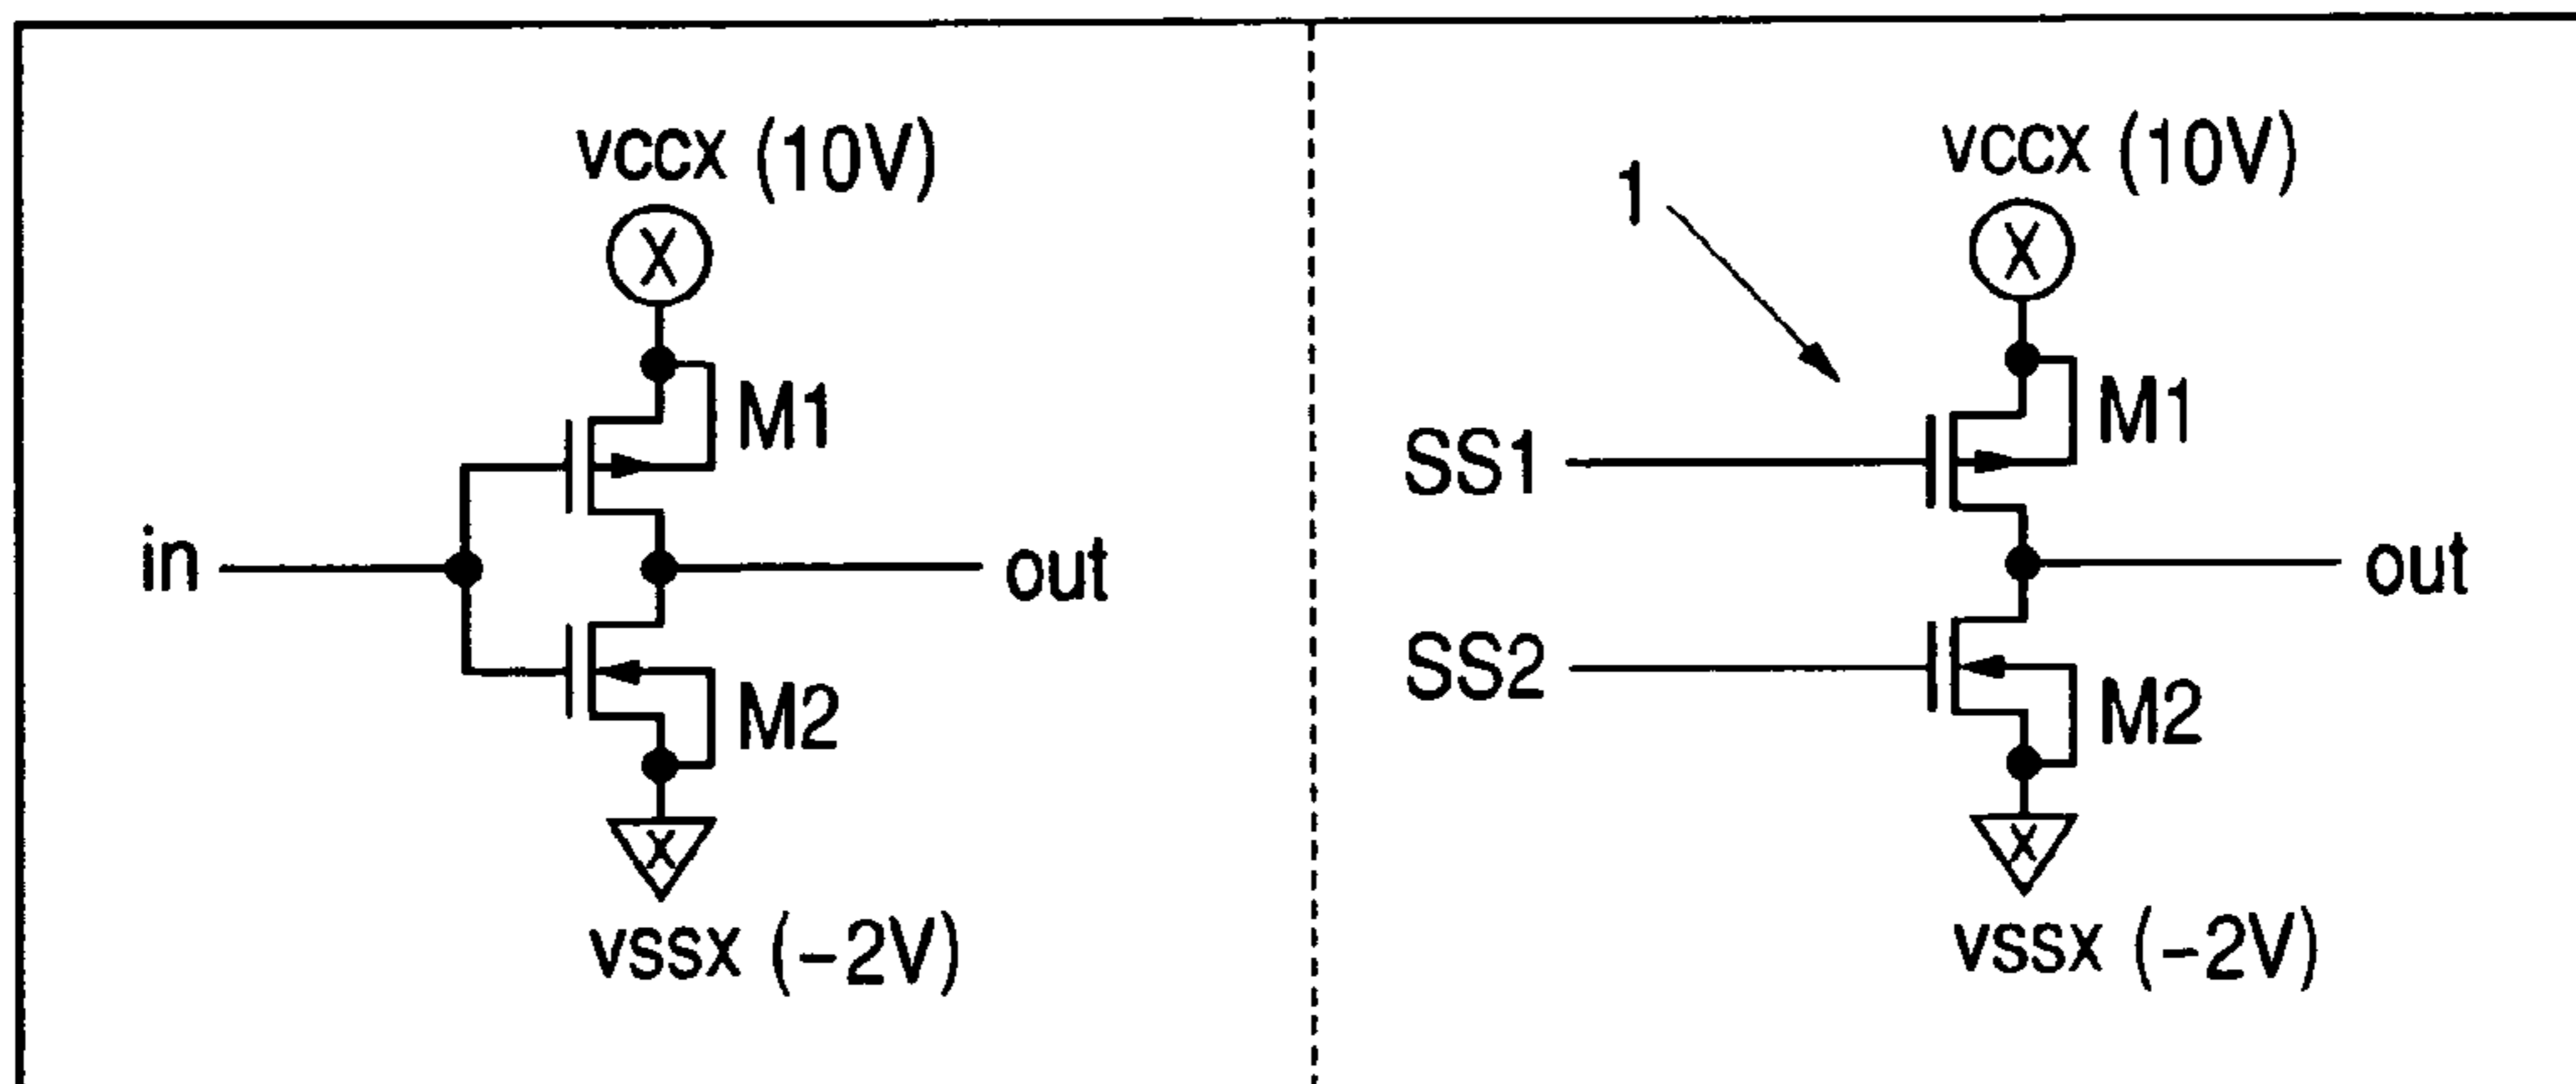 vccx (10V)
X
M1
in
out
M2
X
vssx (-2V)
1
vccx (10V)
X
M1
SS1
out
SS2
M2
X
vssx (-2V)